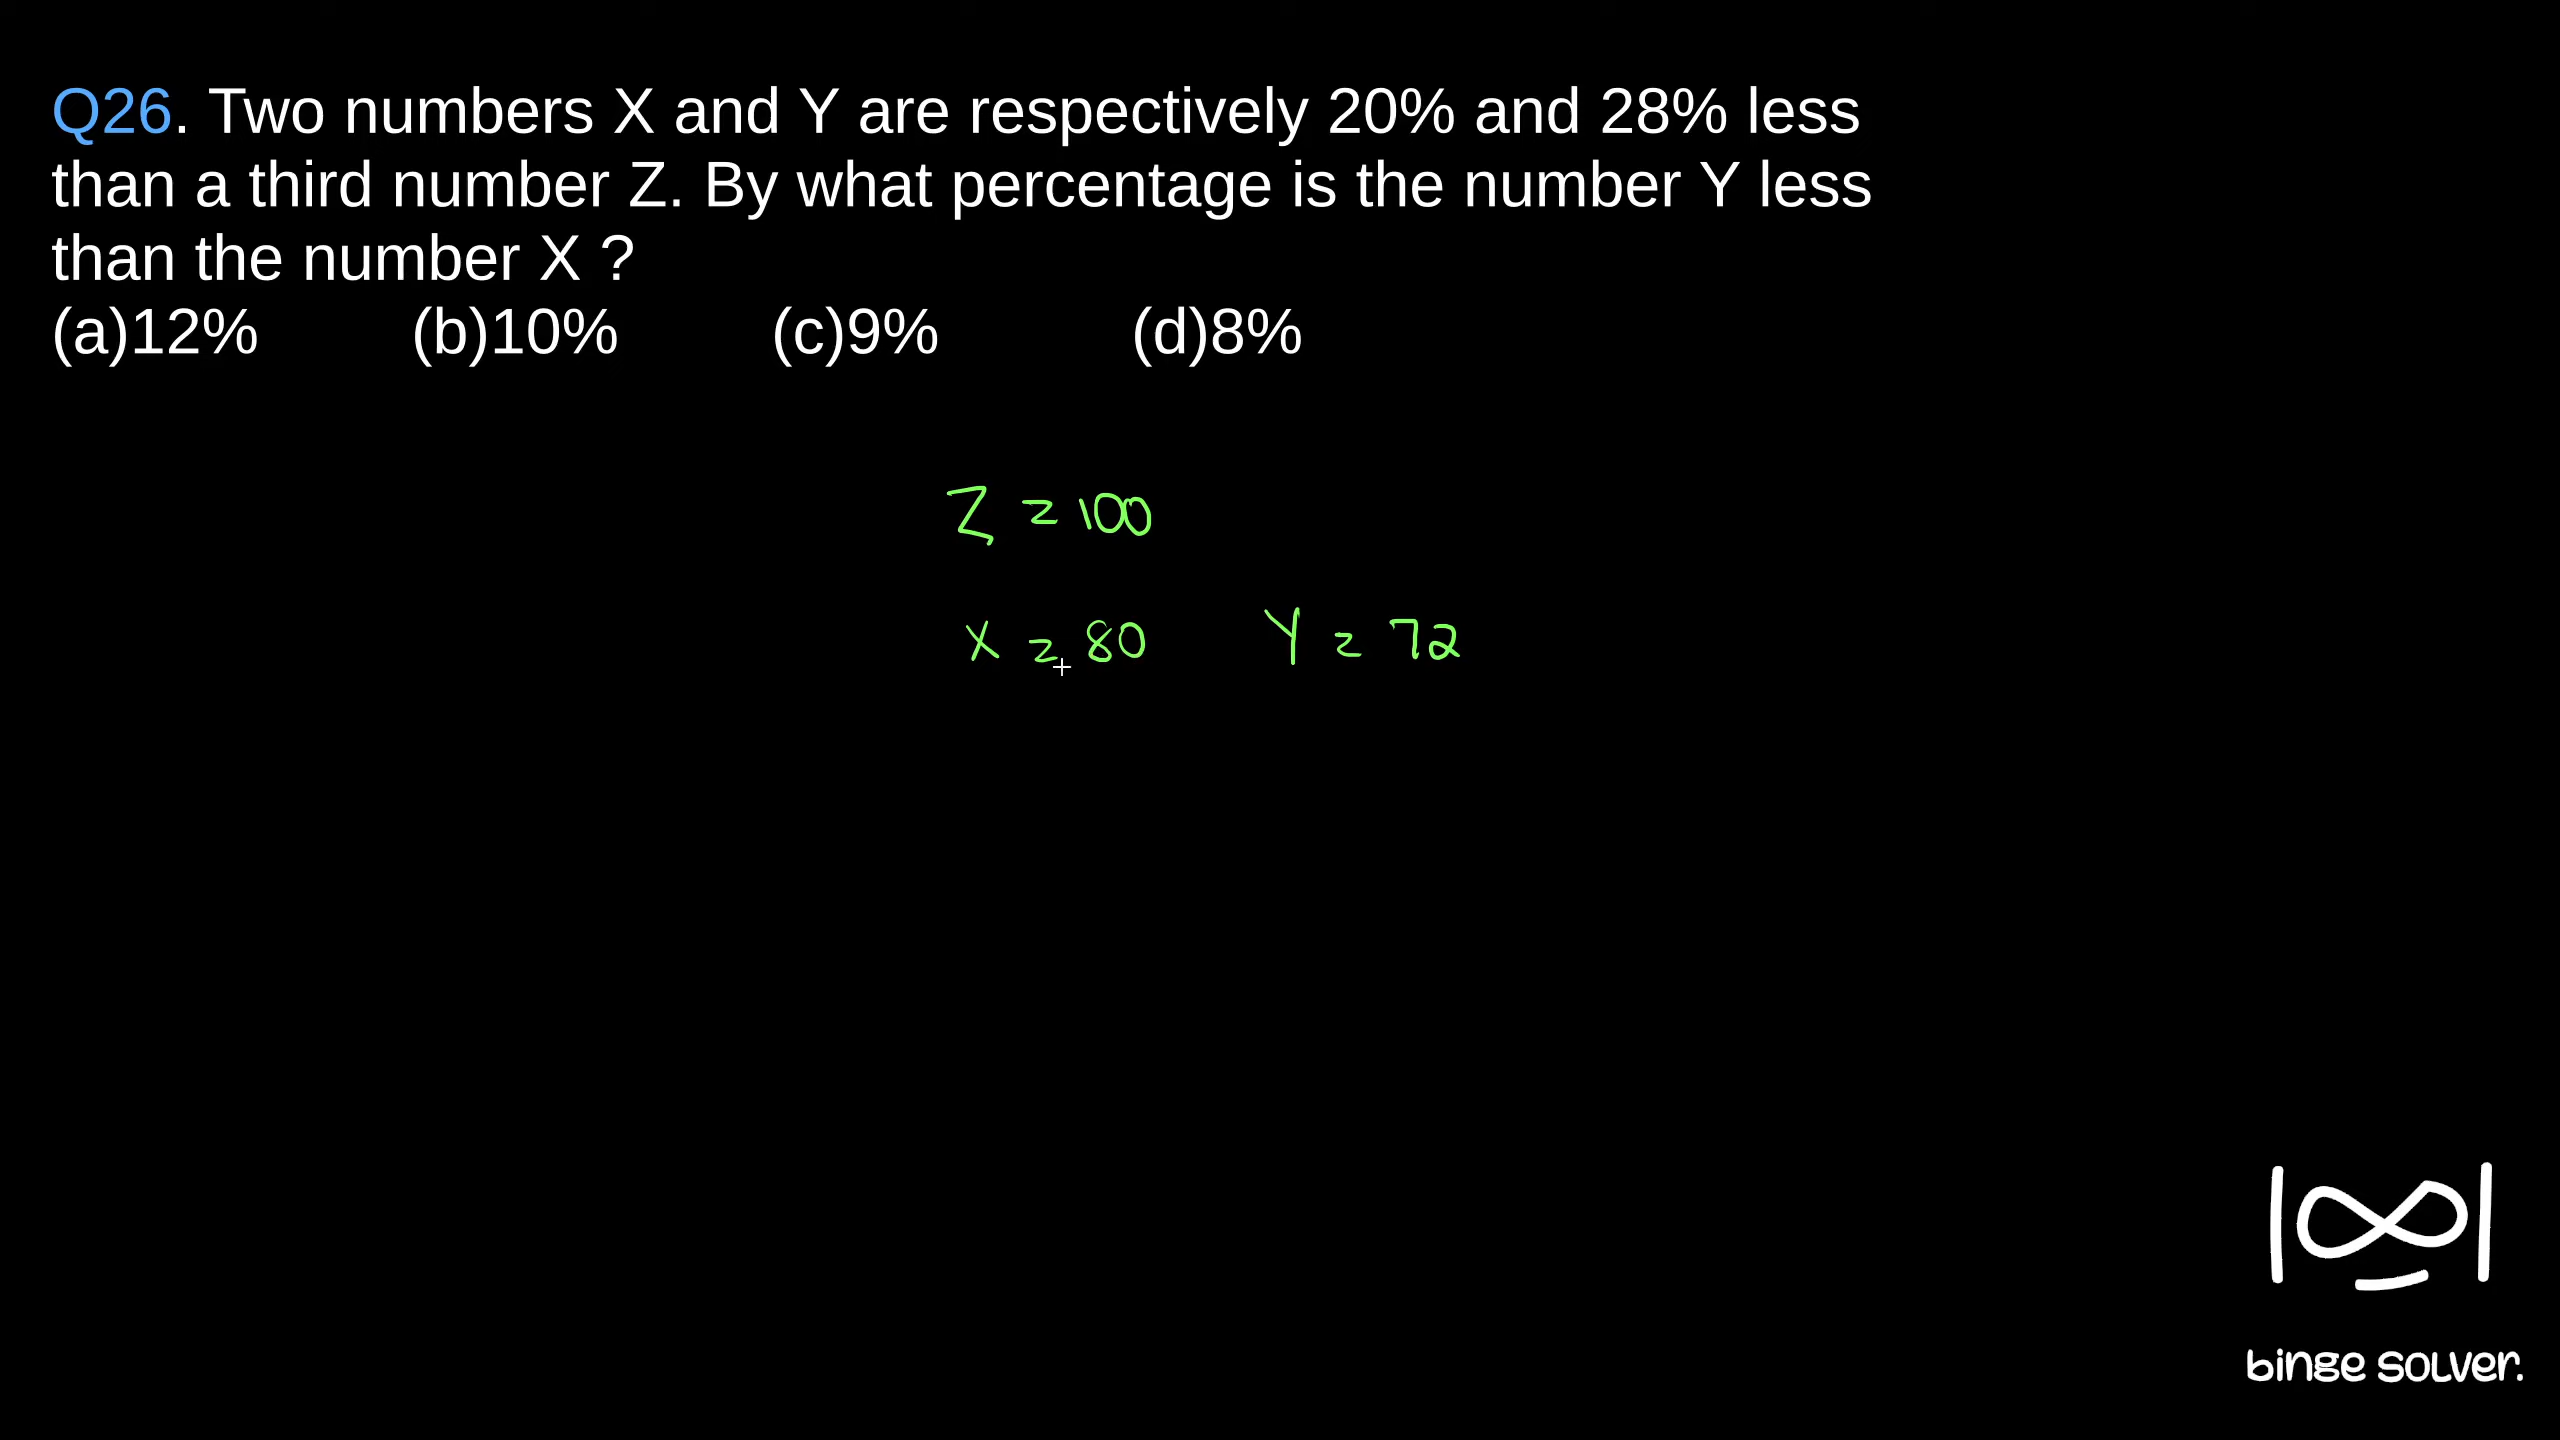 Q26. Two numbers X and Y are respectively 20% and 28% less
than a third number Z. By what percentage is the number Y less
than the number X ?
(a)12% (b)10% (c)9% (d)8%
Z = 100
X = 80 Y = 72
binge solver.